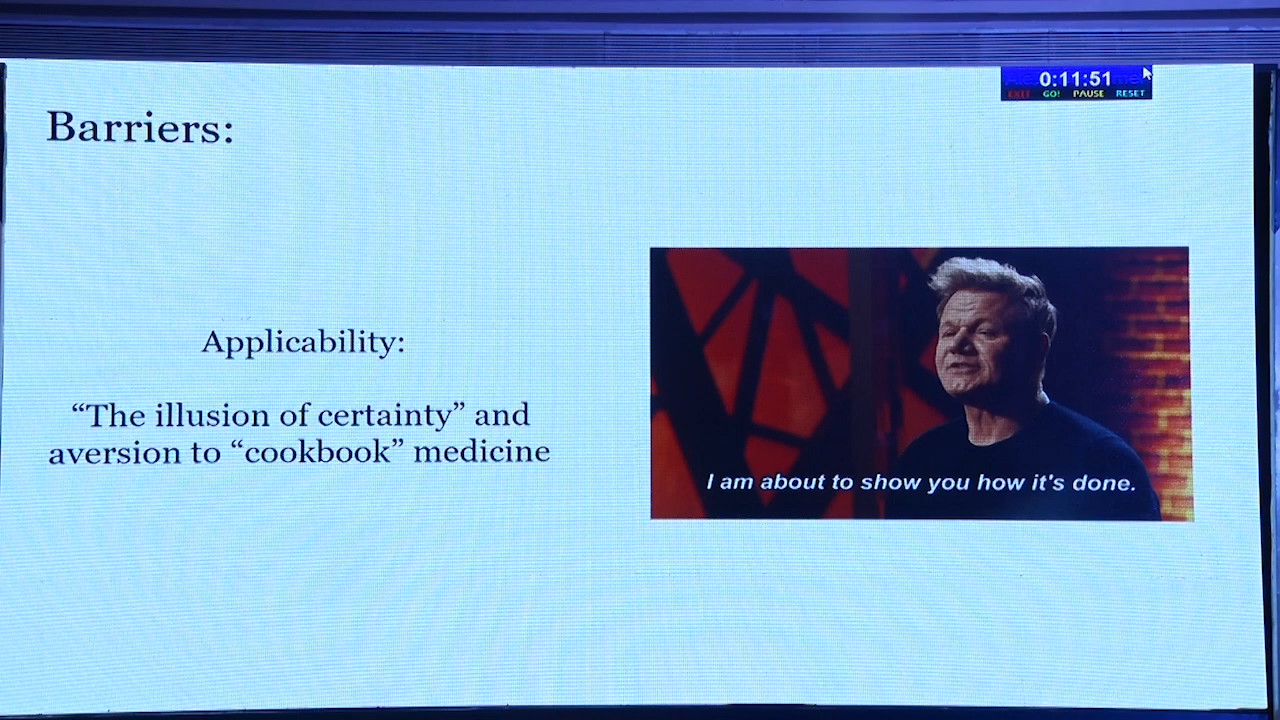 0:11:51
EXIT GO! PAUSE RESET
Barriers:
Applicability:
“The illusion of certainty” and
aversion to “cookbook” medicine
I am about to show you how it's done.